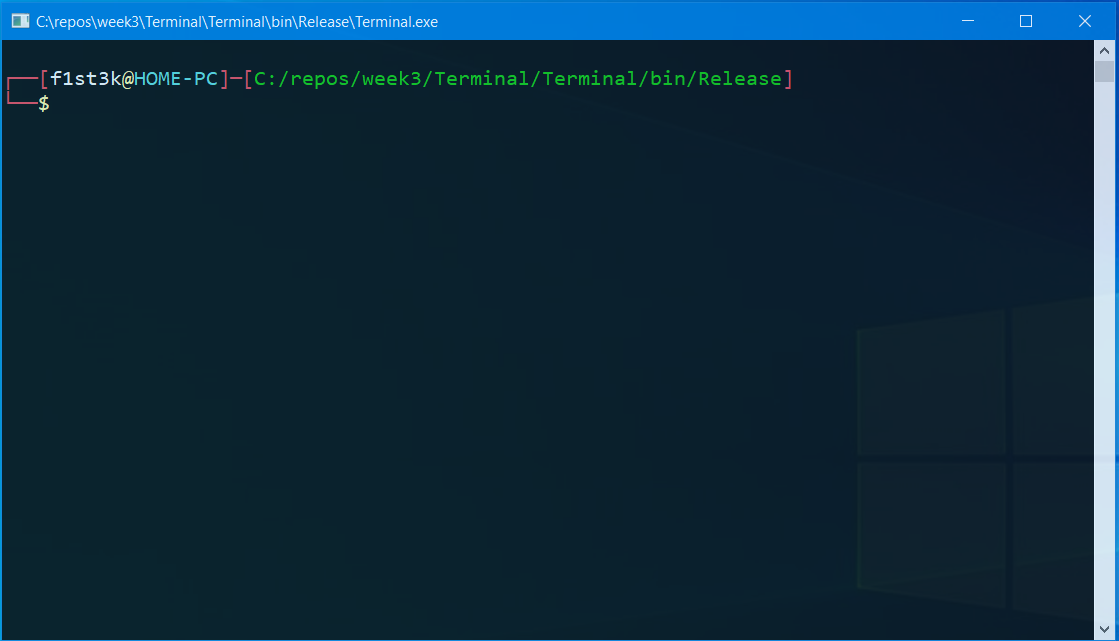 C:\repos\week3\Terminal\Terminal\bin\Release\Terminal.exe
┌──[f1st3k@HOME-PC]─[C:/repos/week3/Terminal/Terminal/bin/Release]
└──$